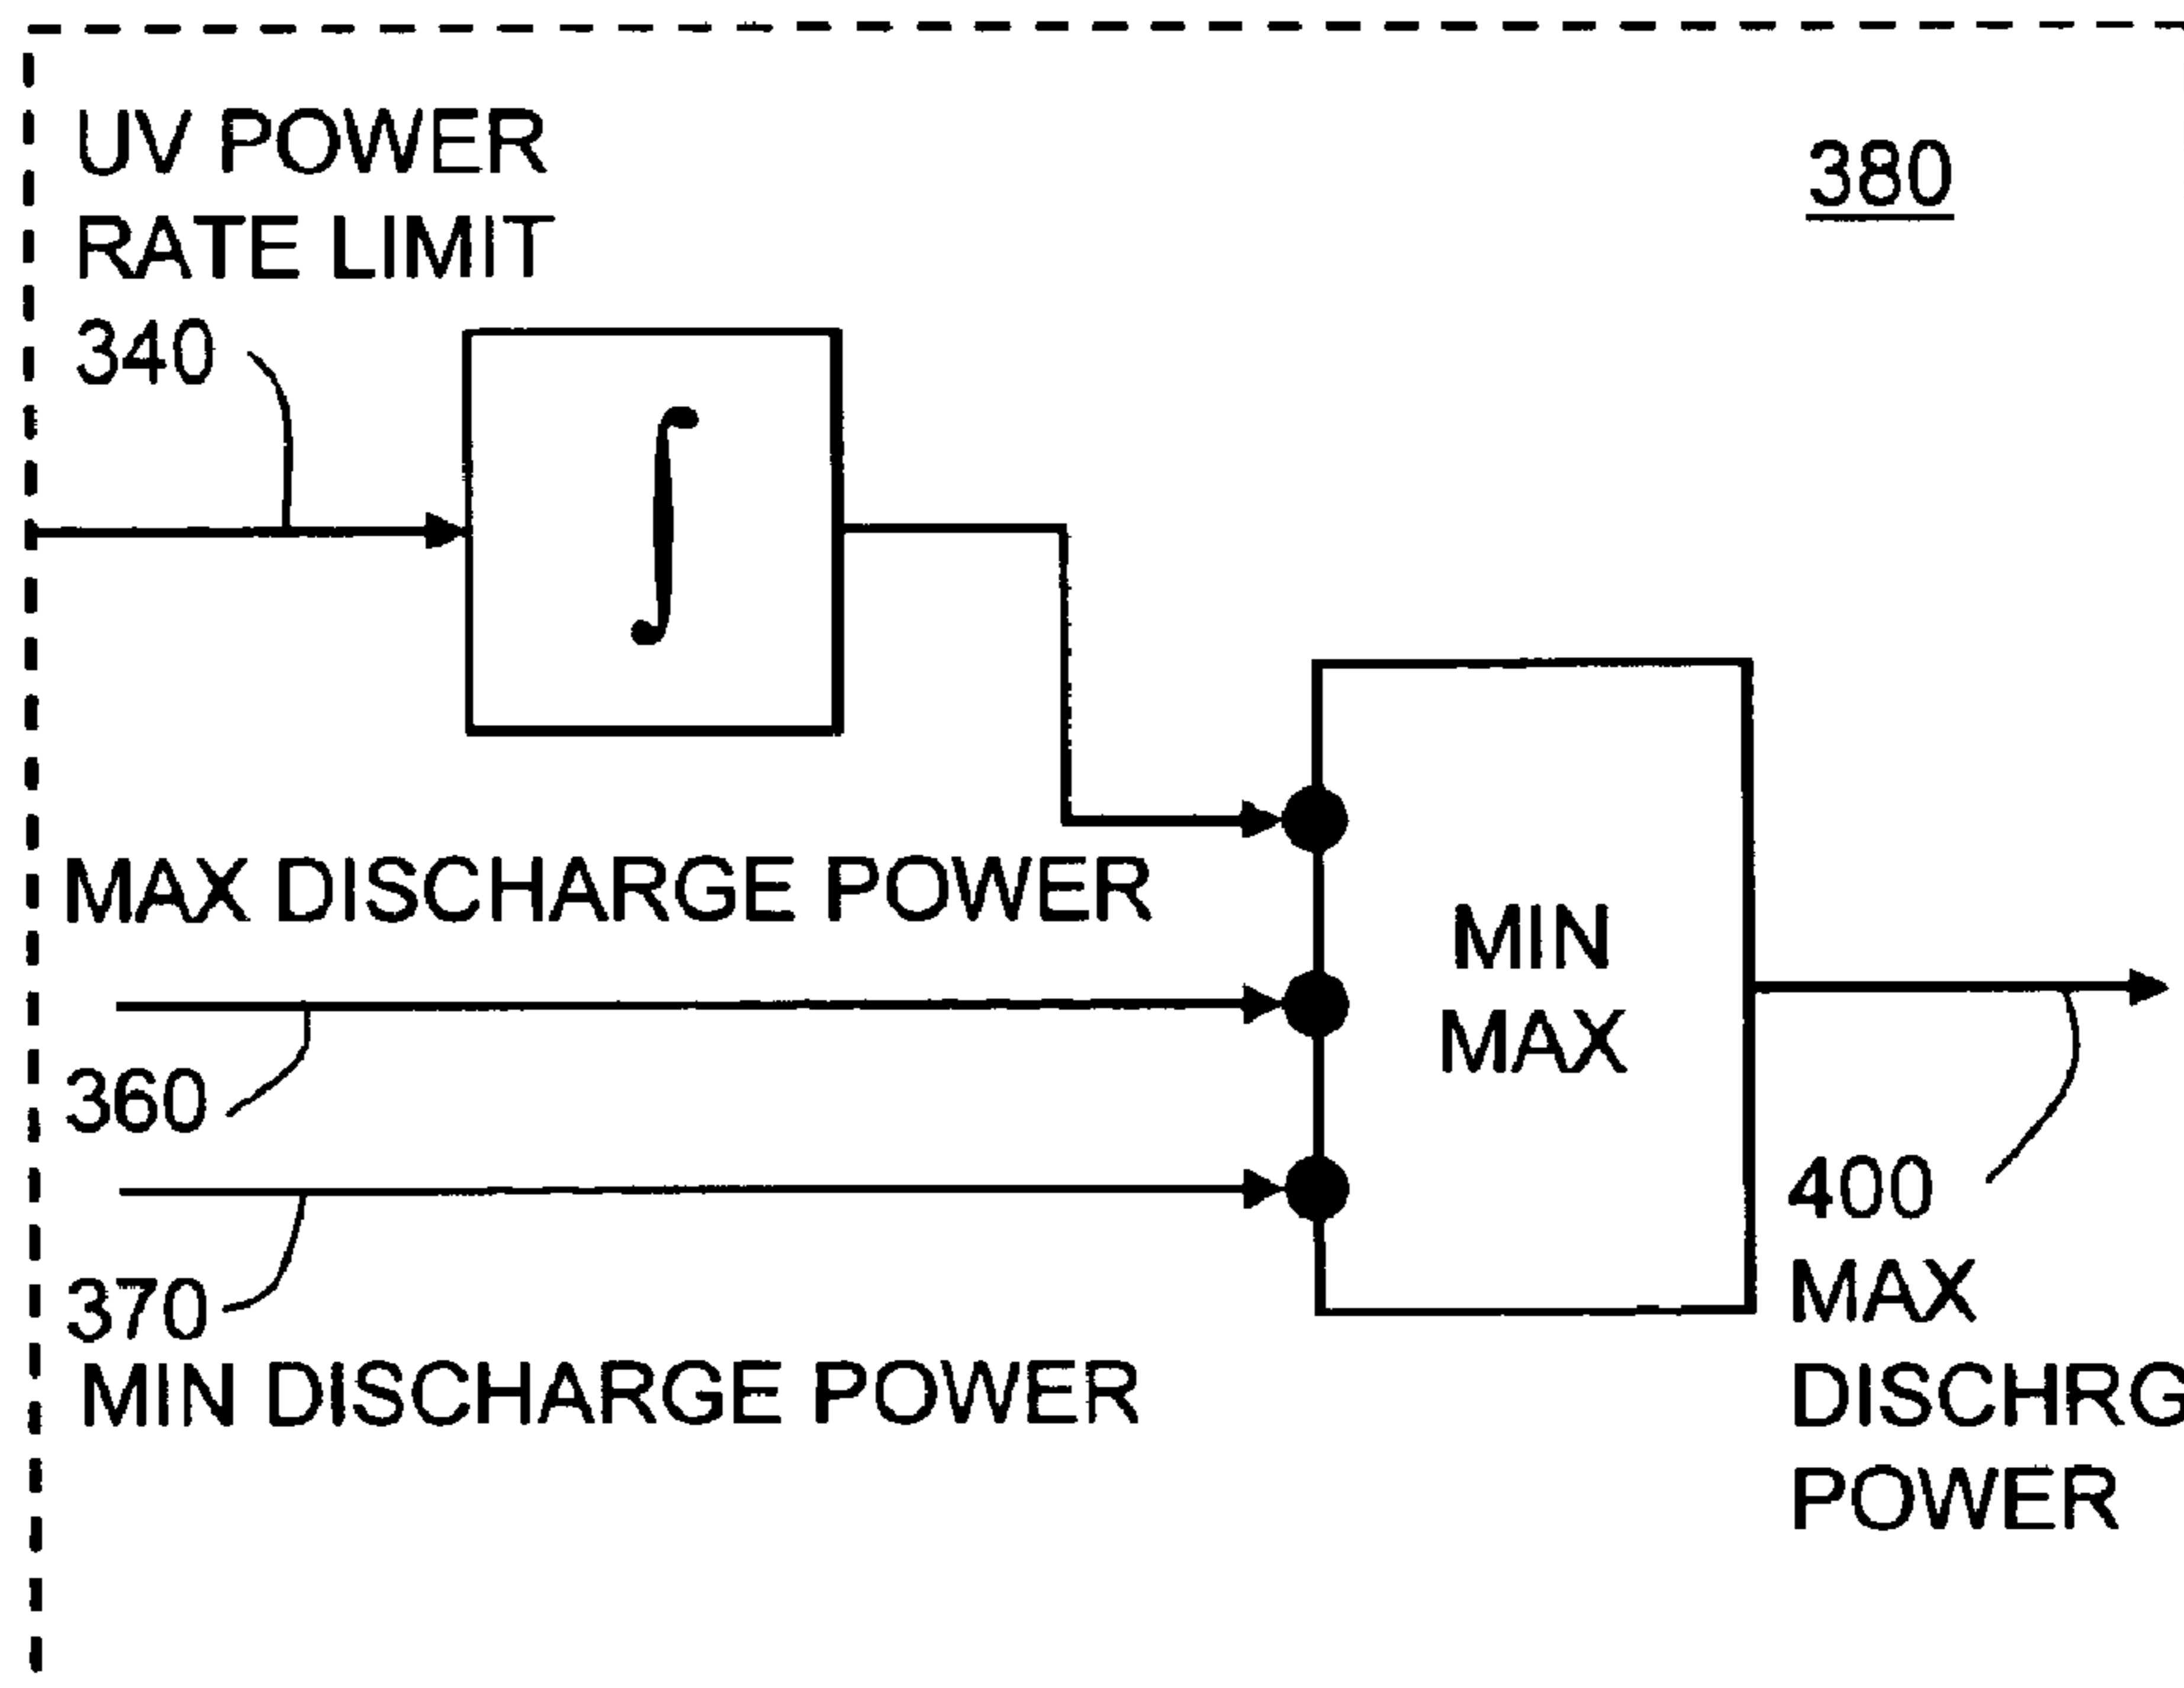 UV POWER
RATE LIMIT
340
380
∫
MAX DISCHARGE POWER
360
370
MIN DISCHARGE POWER
MIN
MAX
400
MAX
DISCHRG
POWER